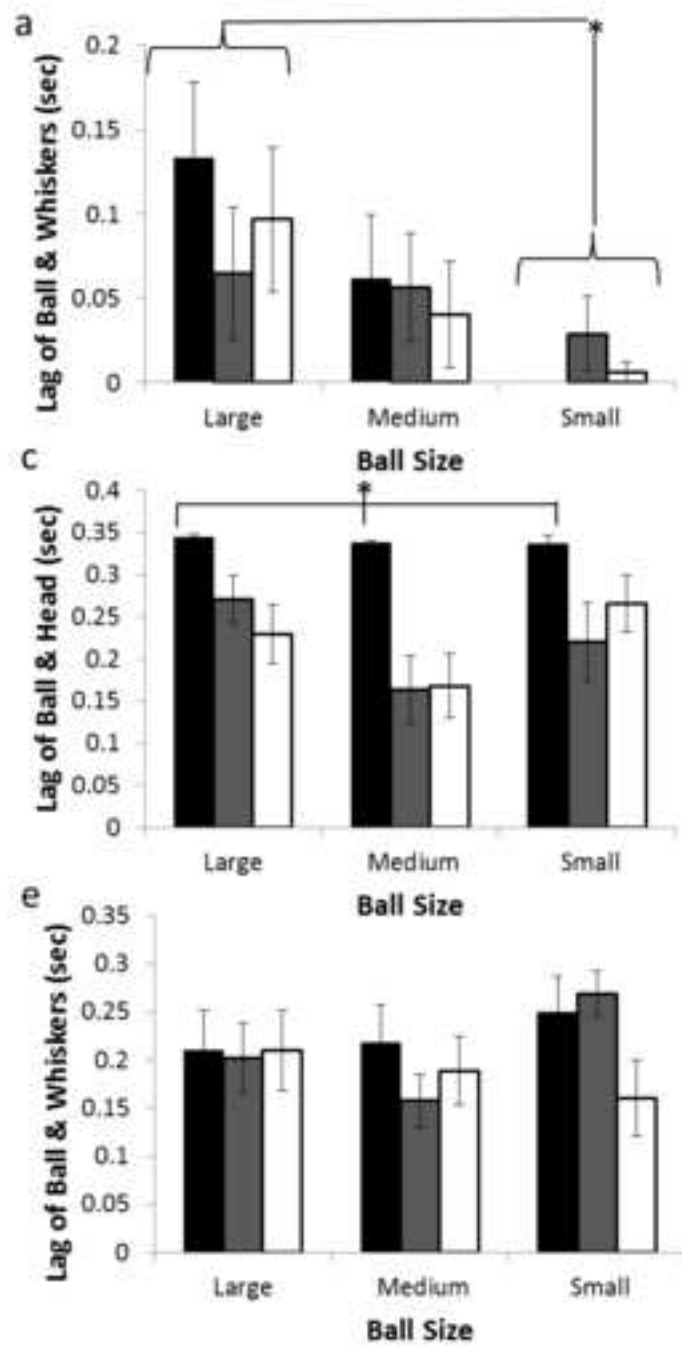 a
*
Lag of Ball & Whiskers (sec)
0.2
0.15
0.1
0.05
0
Large Medium Small
Ball Size
c
*
Lag of Ball & Head (sec)
0.4
0.35
0.3
0.25
0.2
0.15
0.1
0.05
0
Large Medium Small
Ball Size
e
Lag of Ball & Whiskers (sec)
0.35
0.3
0.25
0.2
0.15
0.1
0.05
0
Large Medium Small
Ball Size